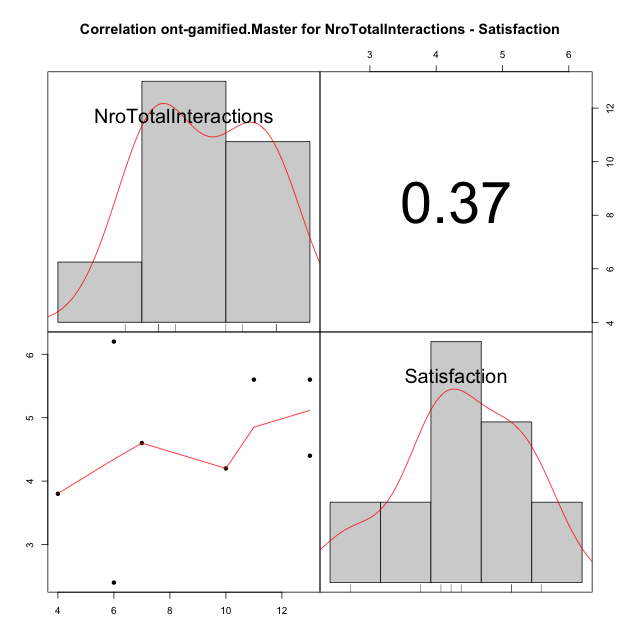 Correlation ont-gamified.Master for NroTotalInteractions - Satisfaction
3 4 5 6
NroTotalInteractions
0.37
4 6 8 10 12
Satisfaction
3 4 5 6
4 6 8 10 12